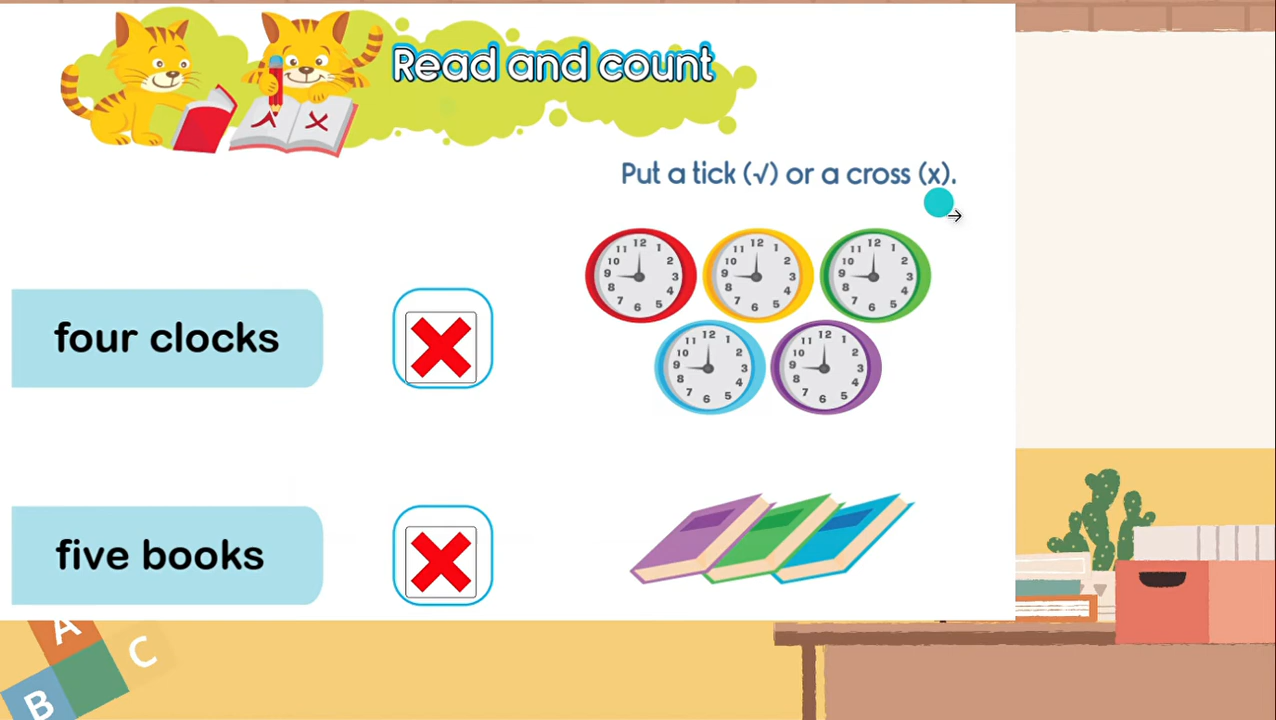 Read and count
Put a tick (√) or a cross (x).
four clocks
five books
A
C
B